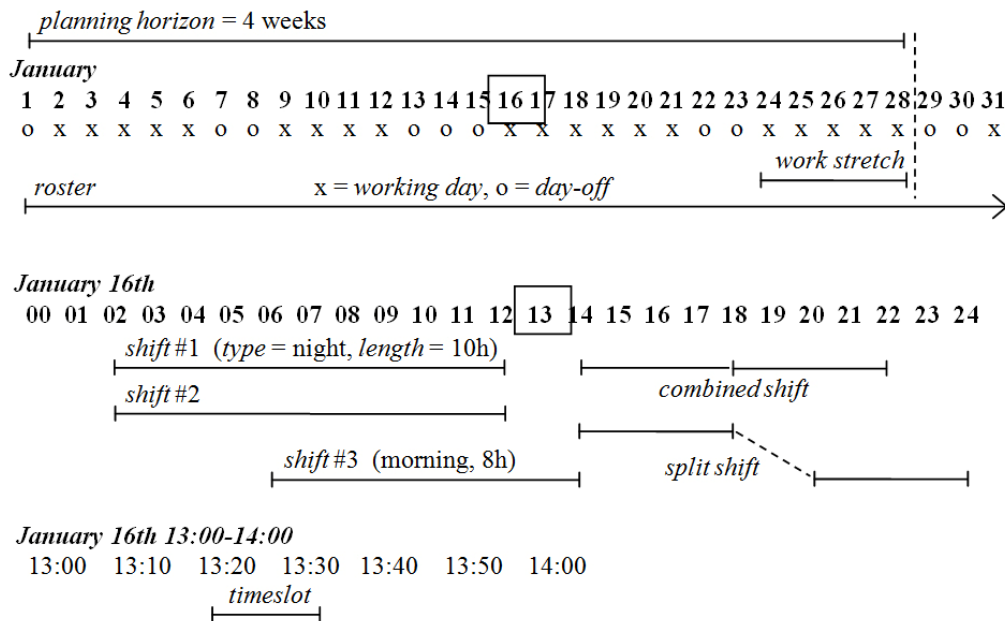 planning horizon = 4 weeks
January
1 2 3 4 5 6 7 8 9 10 11 12 13 14 15 16 17 18 19 20 21 22 23 24 25 26 27 28 29 30 31
o x x x x x o o x x x x o o o x x x x x x o o x x x x x o o x
work stretch
roster x = working day, o = day-off
January 16th
00 01 02 03 04 05 06 07 08 09 10 11 12 13 14 15 16 17 18 19 20 21 22 23 24
shift #1 (type = night, length = 10h)
combined shift
shift #2
shift #3 (morning, 8h)
split shift
January 16th 13:00-14:00
13:00 13:10 13:20 13:30 13:40 13:50 14:00
timeslot